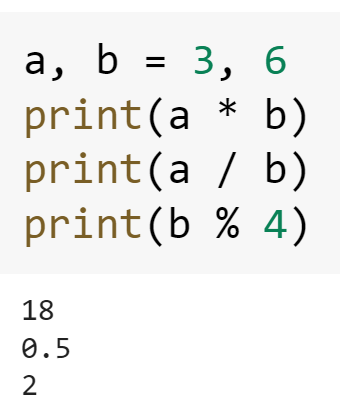 a, b = 3, 6
print(a * b)
print(a / b)
print(b % 4)
18
0.5
2